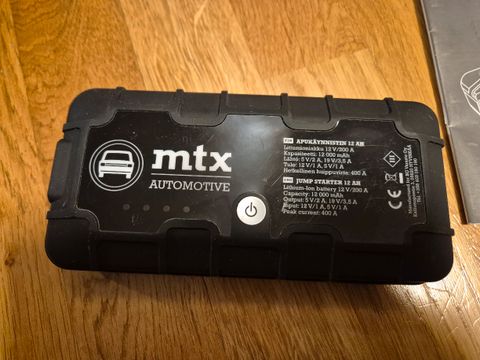 mtx
AUTOMOTIVE
FI APUKÄYNNISTIN 12 AH
Litiumioniakku 12 V/200 A
Kapasiteetti: 12 000 mAh
Lähtö: 5 V/2 A, 19 V/3,5 A
Tulo: 12 V/1 A, 5 V/1 A
Hetkellinen huippuvirta: 400 A
JUMP STARTER 12 AH
Lithium-Ion battery 12 V/200 A
Capacity: 12 000 mAh
Output: 5 V/2 A, 19 V/3,5 A
Input: 12 V/1 A, 5 V/1 A
Peak current: 400 A
CE